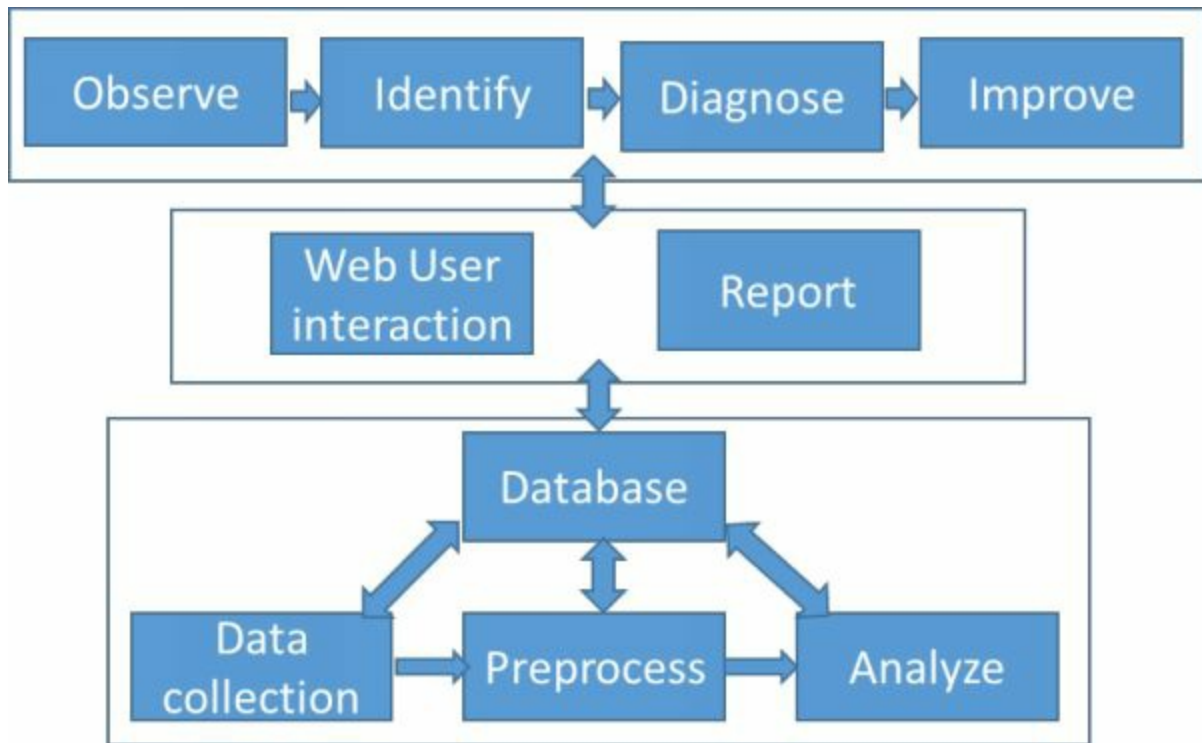 Observe
Identify
Diagnose
Improve
Web User
interaction
Report
Database
Data
collection
Preprocess
Analyze